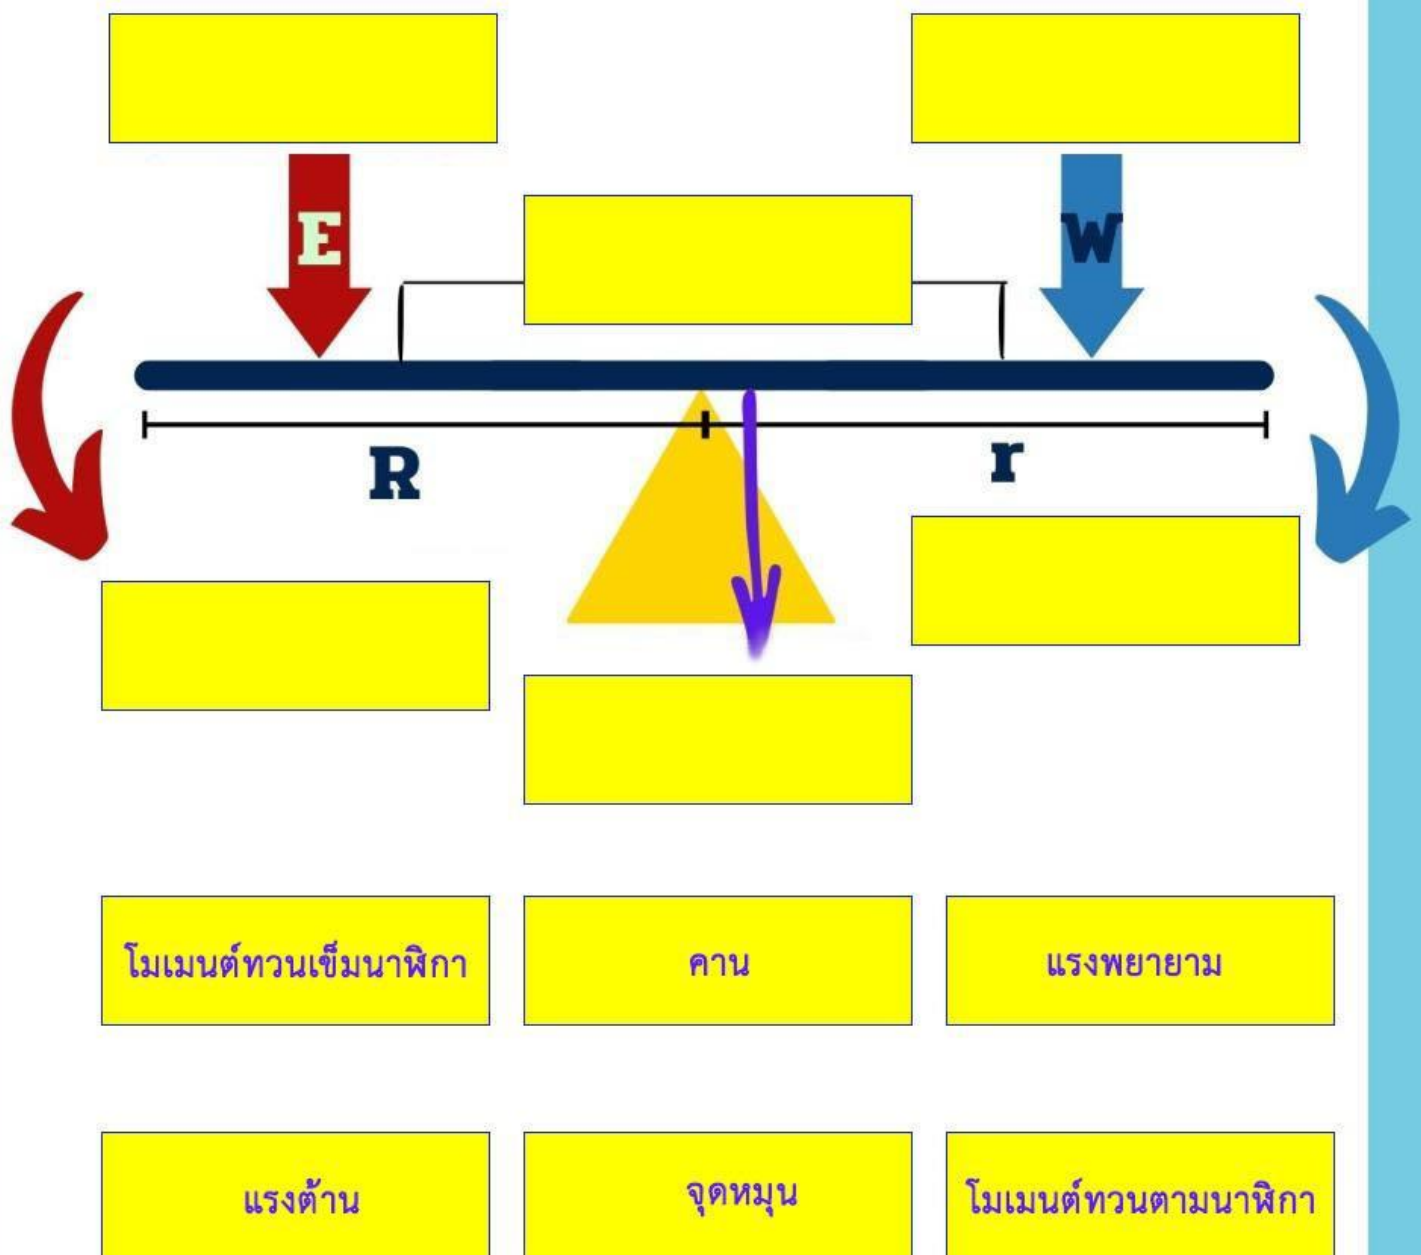 E
W
R
r
โมเมนต์ทวนเข็มนาฬิกา
คาน
แรงพยายาม
แรงต้าน
จุดหมุน
โมเมนต์ทวนตามนาฬิกา